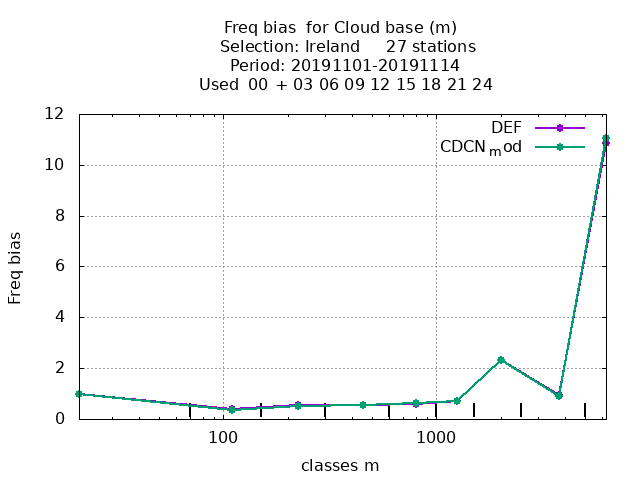 Freq bias  for Cloud base (m)
Selection: Ireland     27 stations
Period: 20191101-20191114
Used  00 + 03 06 09 12 15 18 21 24
12
10
8
6
4
2
0
Freq bias
DEF
CDCNmod
100
1000
classes m